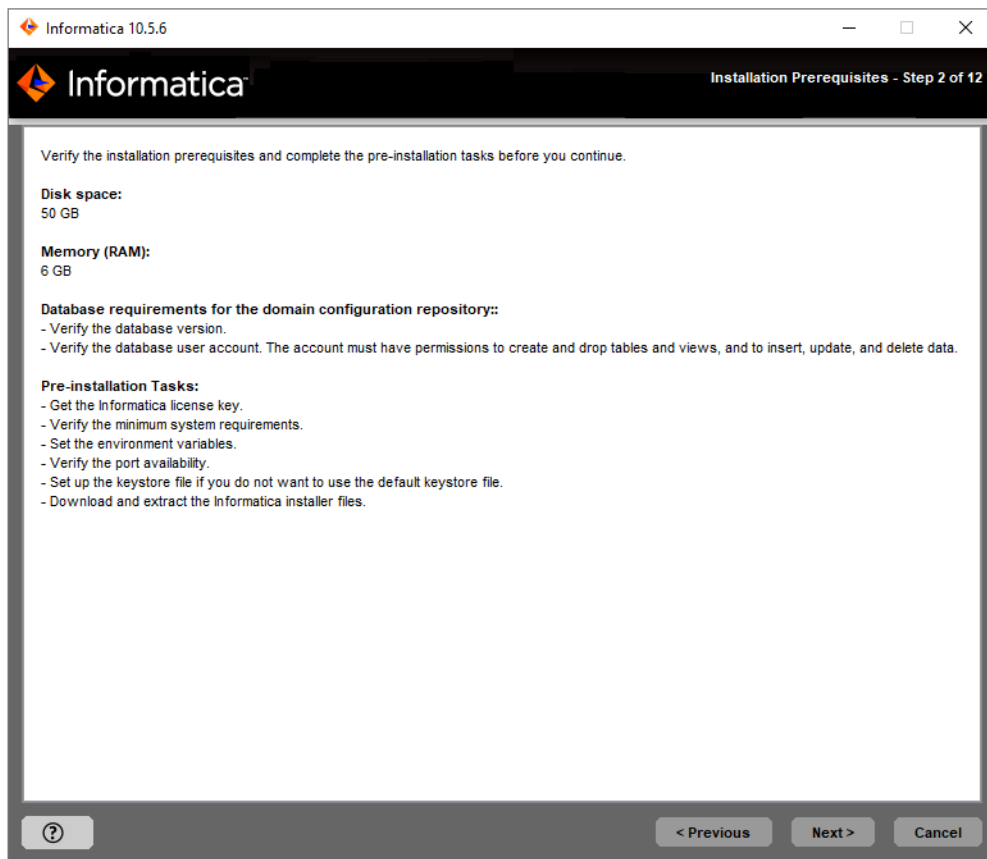 Informatica 10.5.6
Informatica
Installation Prerequisites - Step 2 of 12
Verify the installation prerequisites and complete the pre-installation tasks before you continue.
Disk space:
50 GB
Memory (RAM):
6 GB
Database requirements for the domain configuration repository::
- Verify the database version.
- Verify the database user account. The account must have permissions to create and drop tables and views, and to insert, update, and delete data.
Pre-installation Tasks:
- Get the Informatica license key.
- Verify the minimum system requirements.
- Set the environment variables.
- Verify the port availability.
- Set up the keystore file if you do not want to use the default keystore file.
- Download and extract the Informatica installer files.
?
< Previous
Next >
Cancel